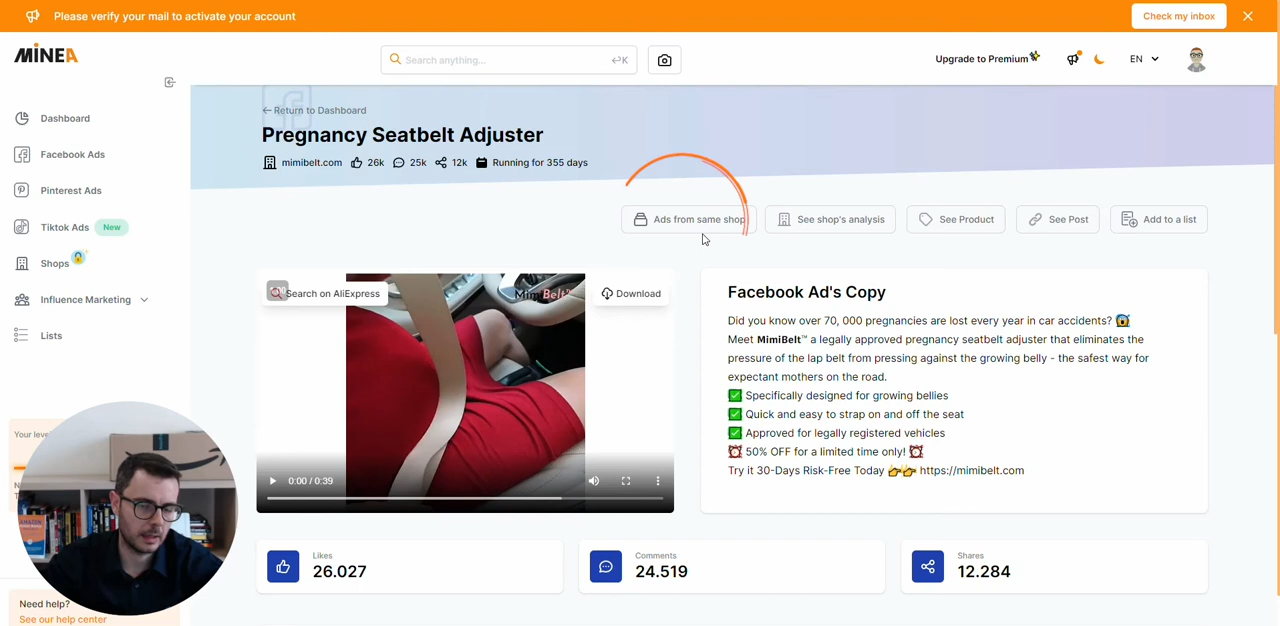 Please verify your mail to activate your account
Check my inbox
MINEA
Search anything...
K
Upgrade to Premium
EN
Dashboard
Facebook Ads
Pinterest Ads
Tiktok Ads New
Shops
Influence Marketing
Lists
Return to Dashboard
Pregnancy Seatbelt Adjuster
mimibelt.com 26k 25k 12k Running for 355 days
Ads from same shop
See shop's analysis
See Product
See Post
Add to a list
Search on AliExpress
MimiBelt
Download
0:00 / 0:39
Facebook Ad's Copy
Did you know over 70, 000 pregnancies are lost every year in car accidents? 😱
Meet MimiBelt™ a legally approved pregnancy seatbelt adjuster that eliminates the
pressure of the lap belt from pressing against the growing belly - the safest way for
expectant mothers on the road.
✅ Specifically designed for growing bellies
✅ Quick and easy to strap on and off the seat
✅ Approved for legally registered vehicles
⏰ 50% OFF for a limited time only! ⏰
Try it 30-Days Risk-Free Today 👉👉 https://mimibelt.com
Likes
26.027
Comments
24.519
Shares
12.284
Your leve
Need help?
See our help center